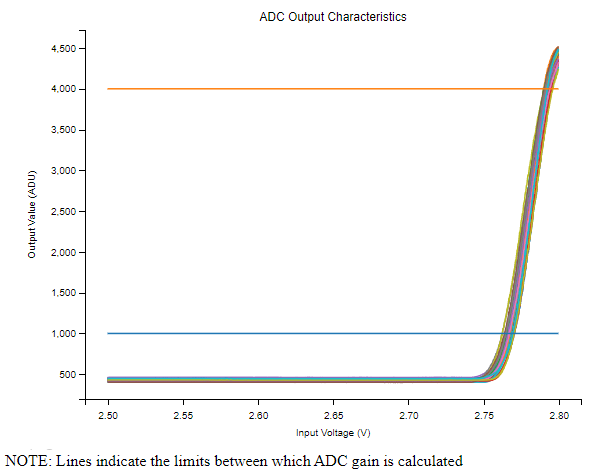 ADC Output Characteristics
4,500
4,000
3,500
3,000
2,500
2,000
1,500
1,000
500
Output Value (ADU)
2.50 2.55 2.60 2.65 2.70 2.75 2.80
Input Voltage (V)
NOTE: Lines indicate the limits between which ADC gain is calculated